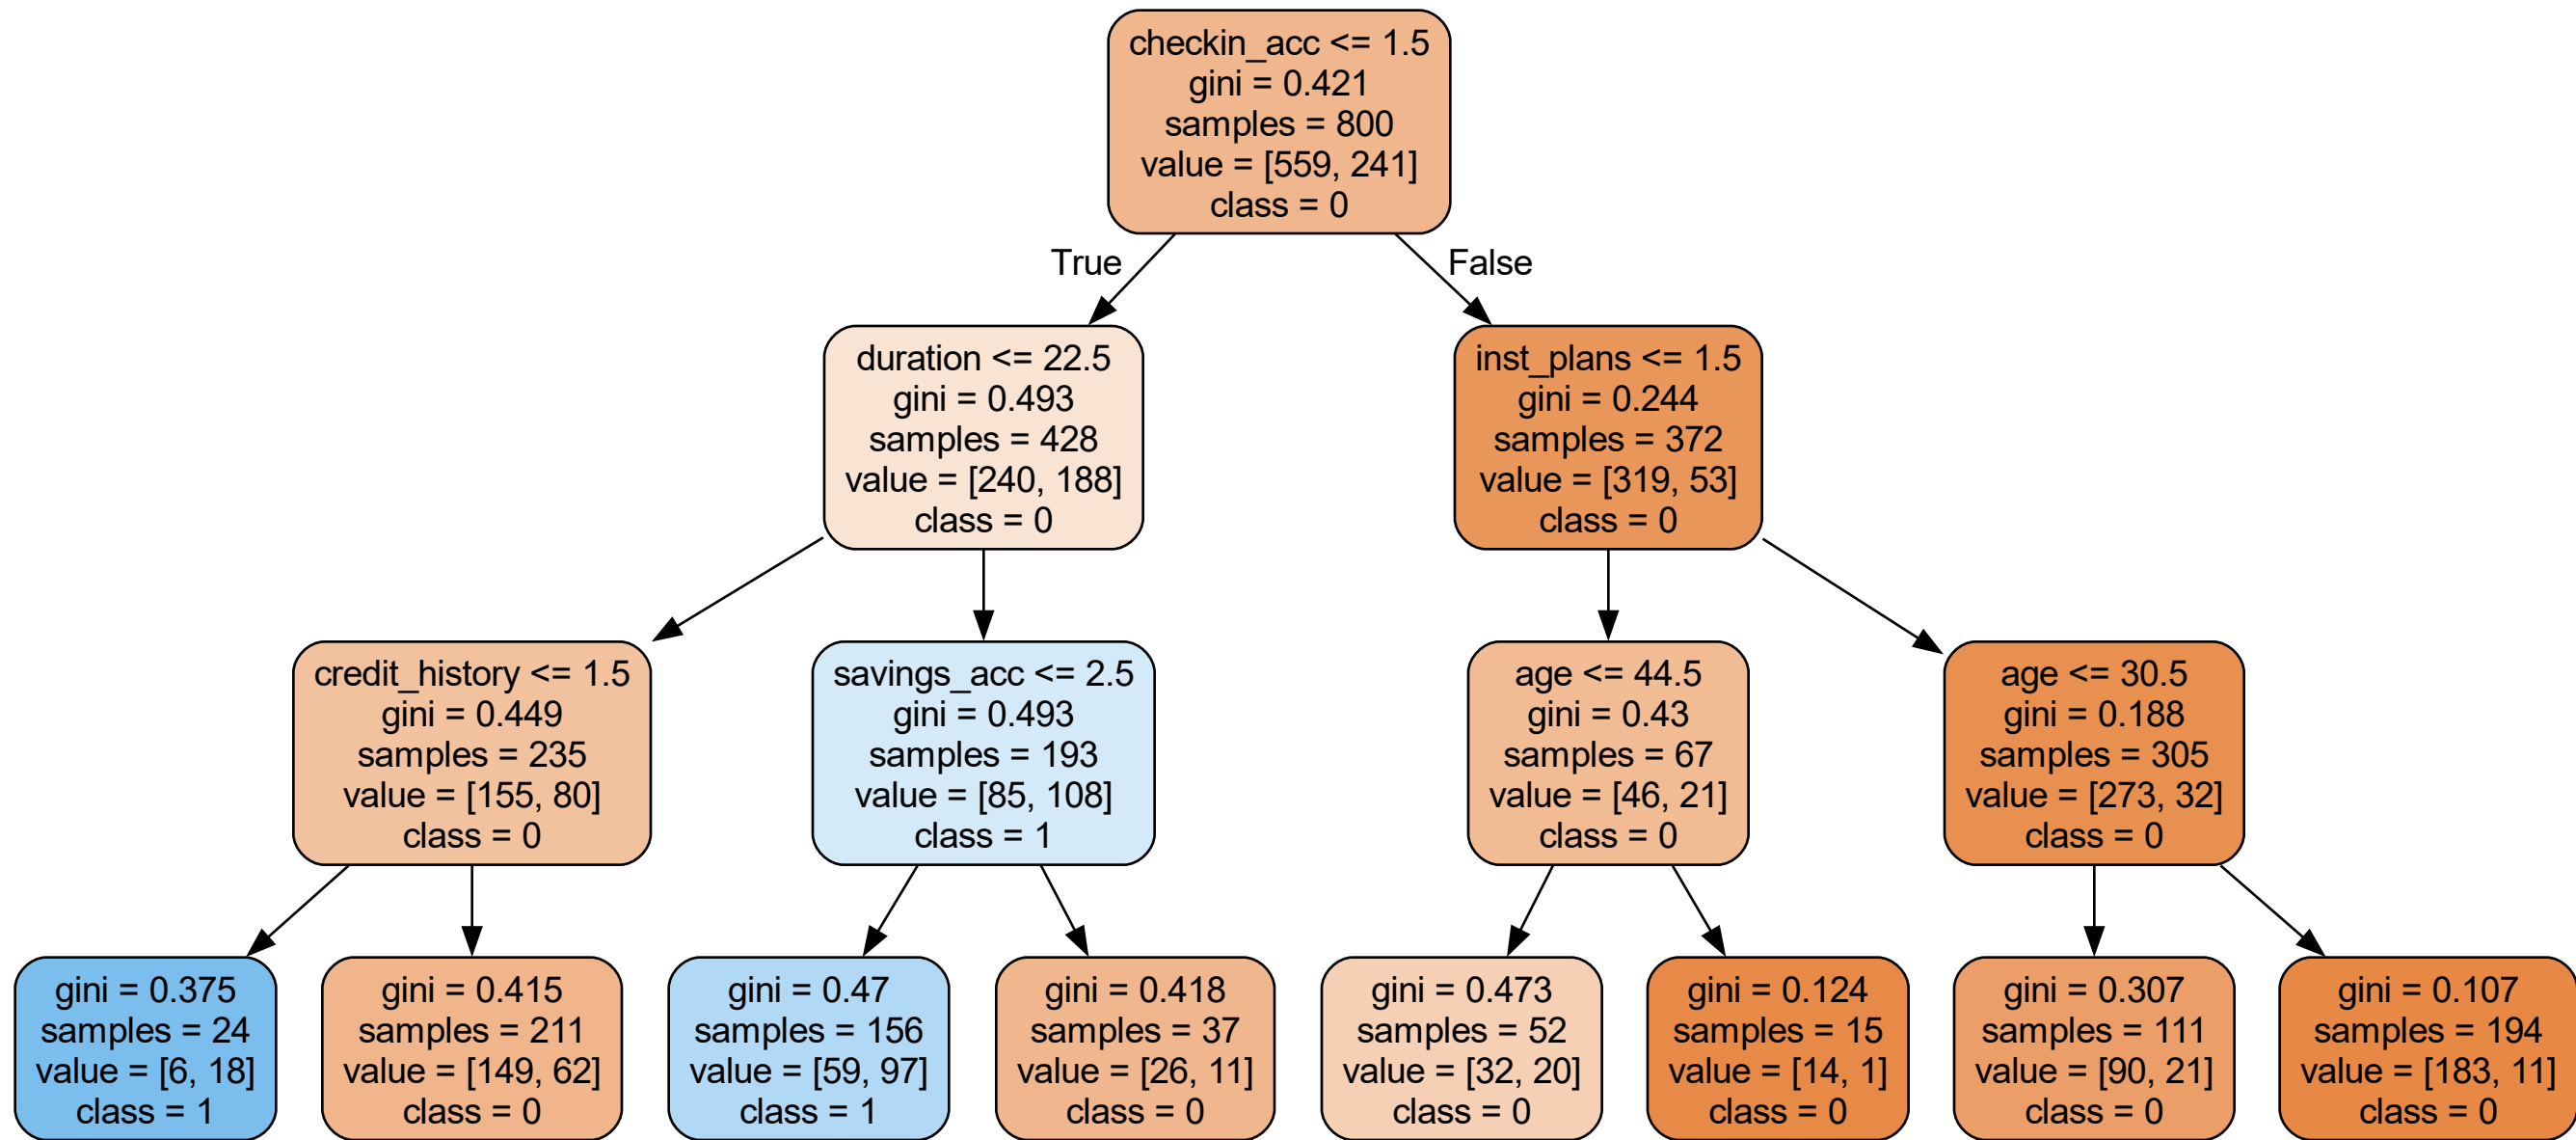 checkin_acc <= 1.5
gini = 0.421
samples = 800
value = [559, 241]
class = 0
True
False
duration <= 22.5
gini = 0.493
samples = 428
value = [240, 188]
class = 0
inst_plans <= 1.5
gini = 0.244
samples = 372
value = [319, 53]
class = 0
credit_history <= 1.5
gini = 0.449
samples = 235
value = [155, 80]
class = 0
savings_acc <= 2.5
gini = 0.493
samples = 193
value = [85, 108]
class = 1
age <= 44.5
gini = 0.43
samples = 67
value = [46, 21]
class = 0
age <= 30.5
gini = 0.188
samples = 305
value = [273, 32]
class = 0
gini = 0.375
samples = 24
value = [6, 18]
class = 1
gini = 0.415
samples = 211
value = [149, 62]
class = 0
gini = 0.47
samples = 156
value = [59, 97]
class = 1
gini = 0.418
samples = 37
value = [26, 11]
class = 0
gini = 0.473
samples = 52
value = [32, 20]
class = 0
gini = 0.124
samples = 15
value = [14, 1]
class = 0
gini = 0.307
samples = 111
value = [90, 21]
class = 0
gini = 0.107
samples = 194
value = [183, 11]
class = 0